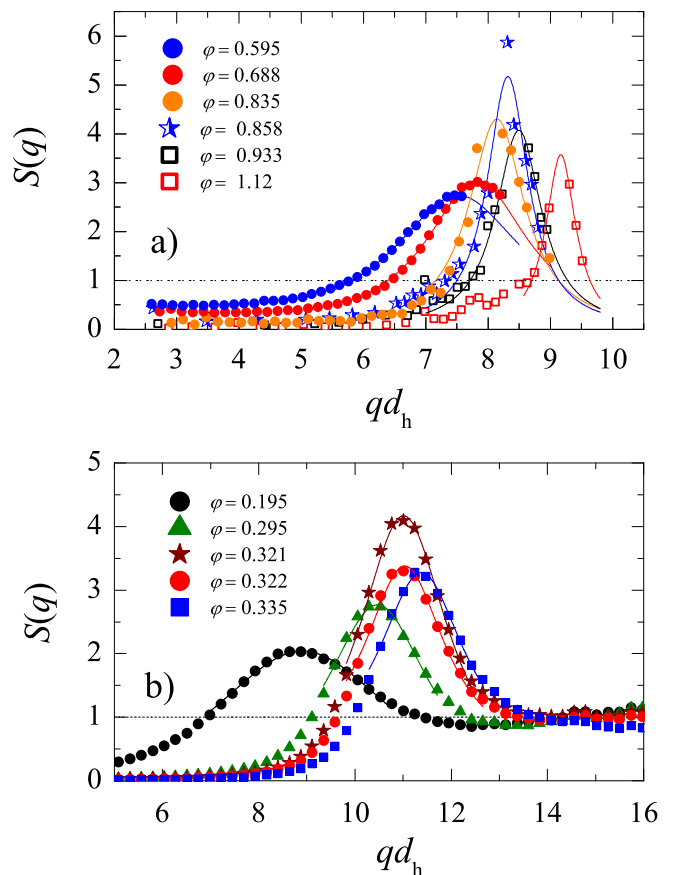 6
5
4
3
2
1
0
S(q)
φ = 0.595
φ = 0.688
φ = 0.835
φ = 0.858
φ = 0.933
φ = 1.12
a)
2 3 4 5 6 7 8 9 10
qdₕ
5
4
3
2
1
0
S(q)
φ = 0.195
φ = 0.295
φ = 0.321
φ = 0.322
φ = 0.335
b)
6 8 10 12 14 16
qdₕ